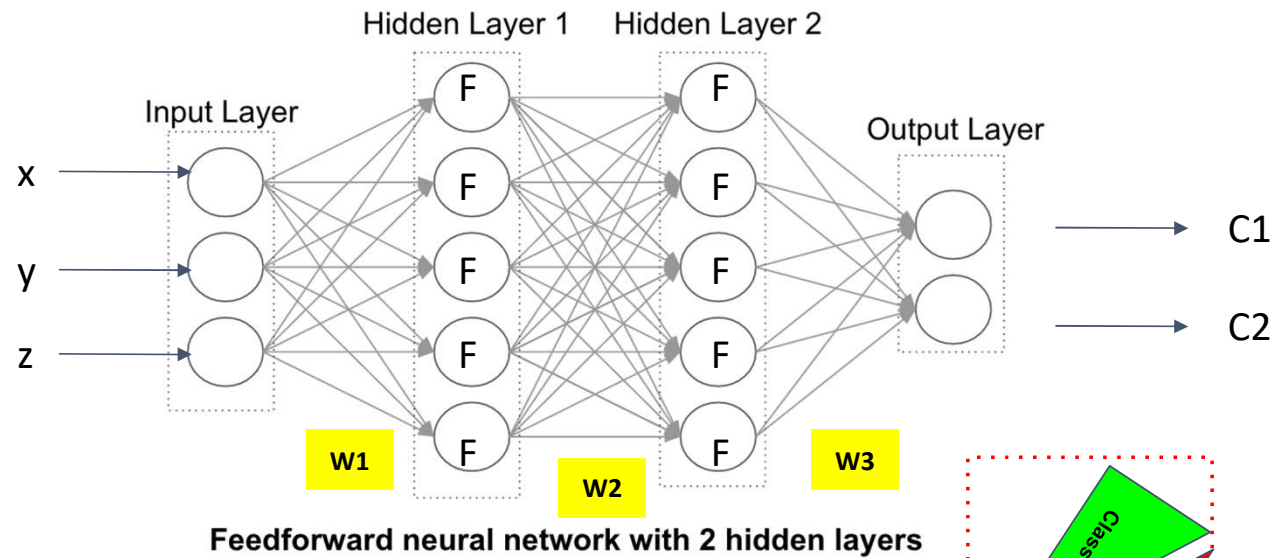 Hidden Layer 1 Hidden Layer 2
Input Layer
Output Layer
x
y
z
F F
F F
F F
F F
F F
C1
C2
W1
W2
W3
Feedforward neural network with 2 hidden layers